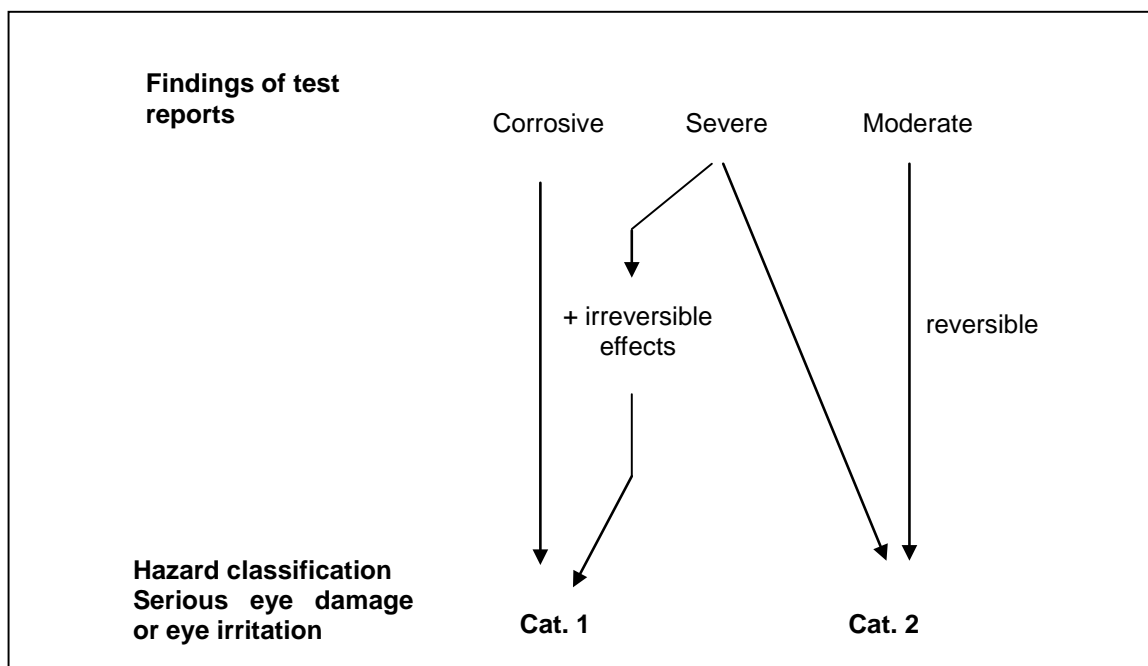 Findings of test
reports
Corrosive
Severe
Moderate
+ irreversible
effects
reversible
Hazard classification
Serious eye damage
or eye irritation
Cat. 1
Cat. 2